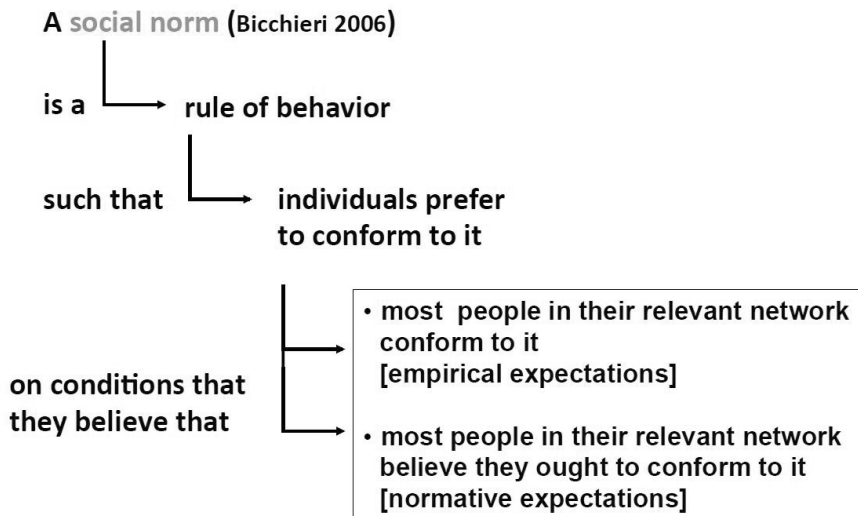 A social norm (Bicchieri 2006)
is a rule of behavior
such that individuals prefer
to conform to it
on conditions that
they believe that
• most people in their relevant network
conform to it
[empirical expectations]
• most people in their relevant network
believe they ought to conform to it
[normative expectations]